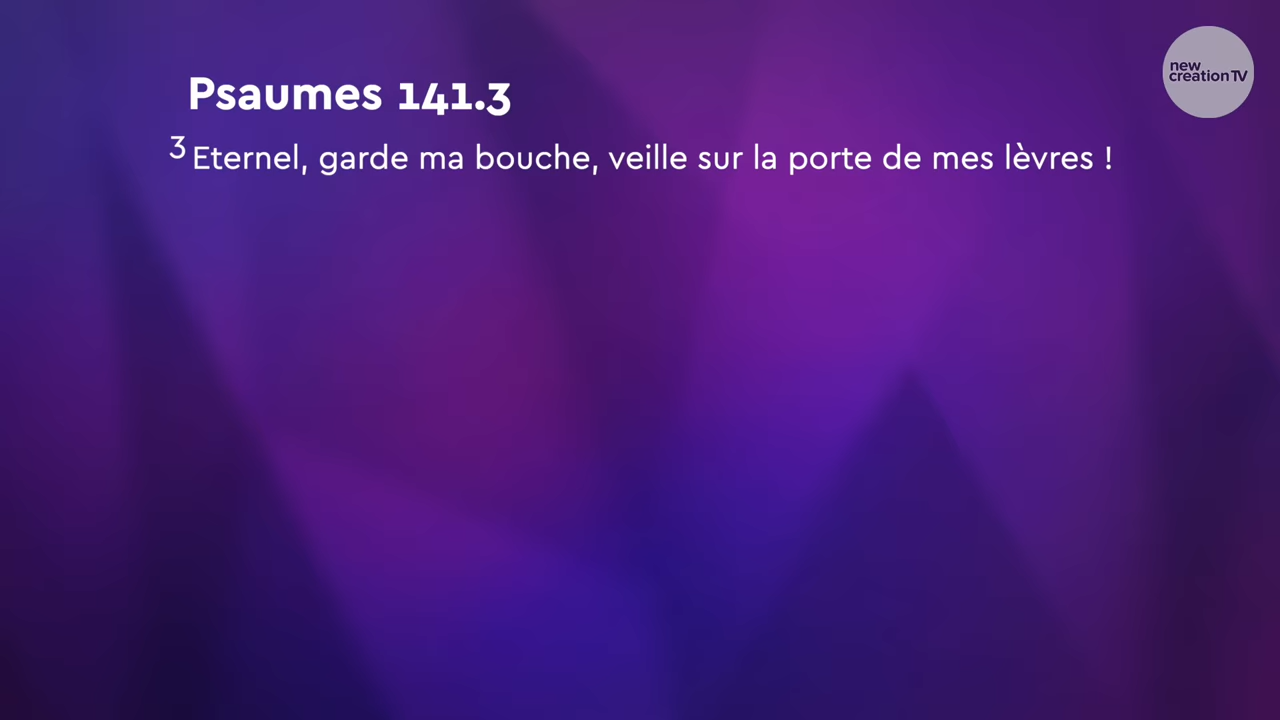 Psaumes 141.3
3 Eternel, garde ma bouche, veille sur la porte de mes lèvres !
new
creation TV